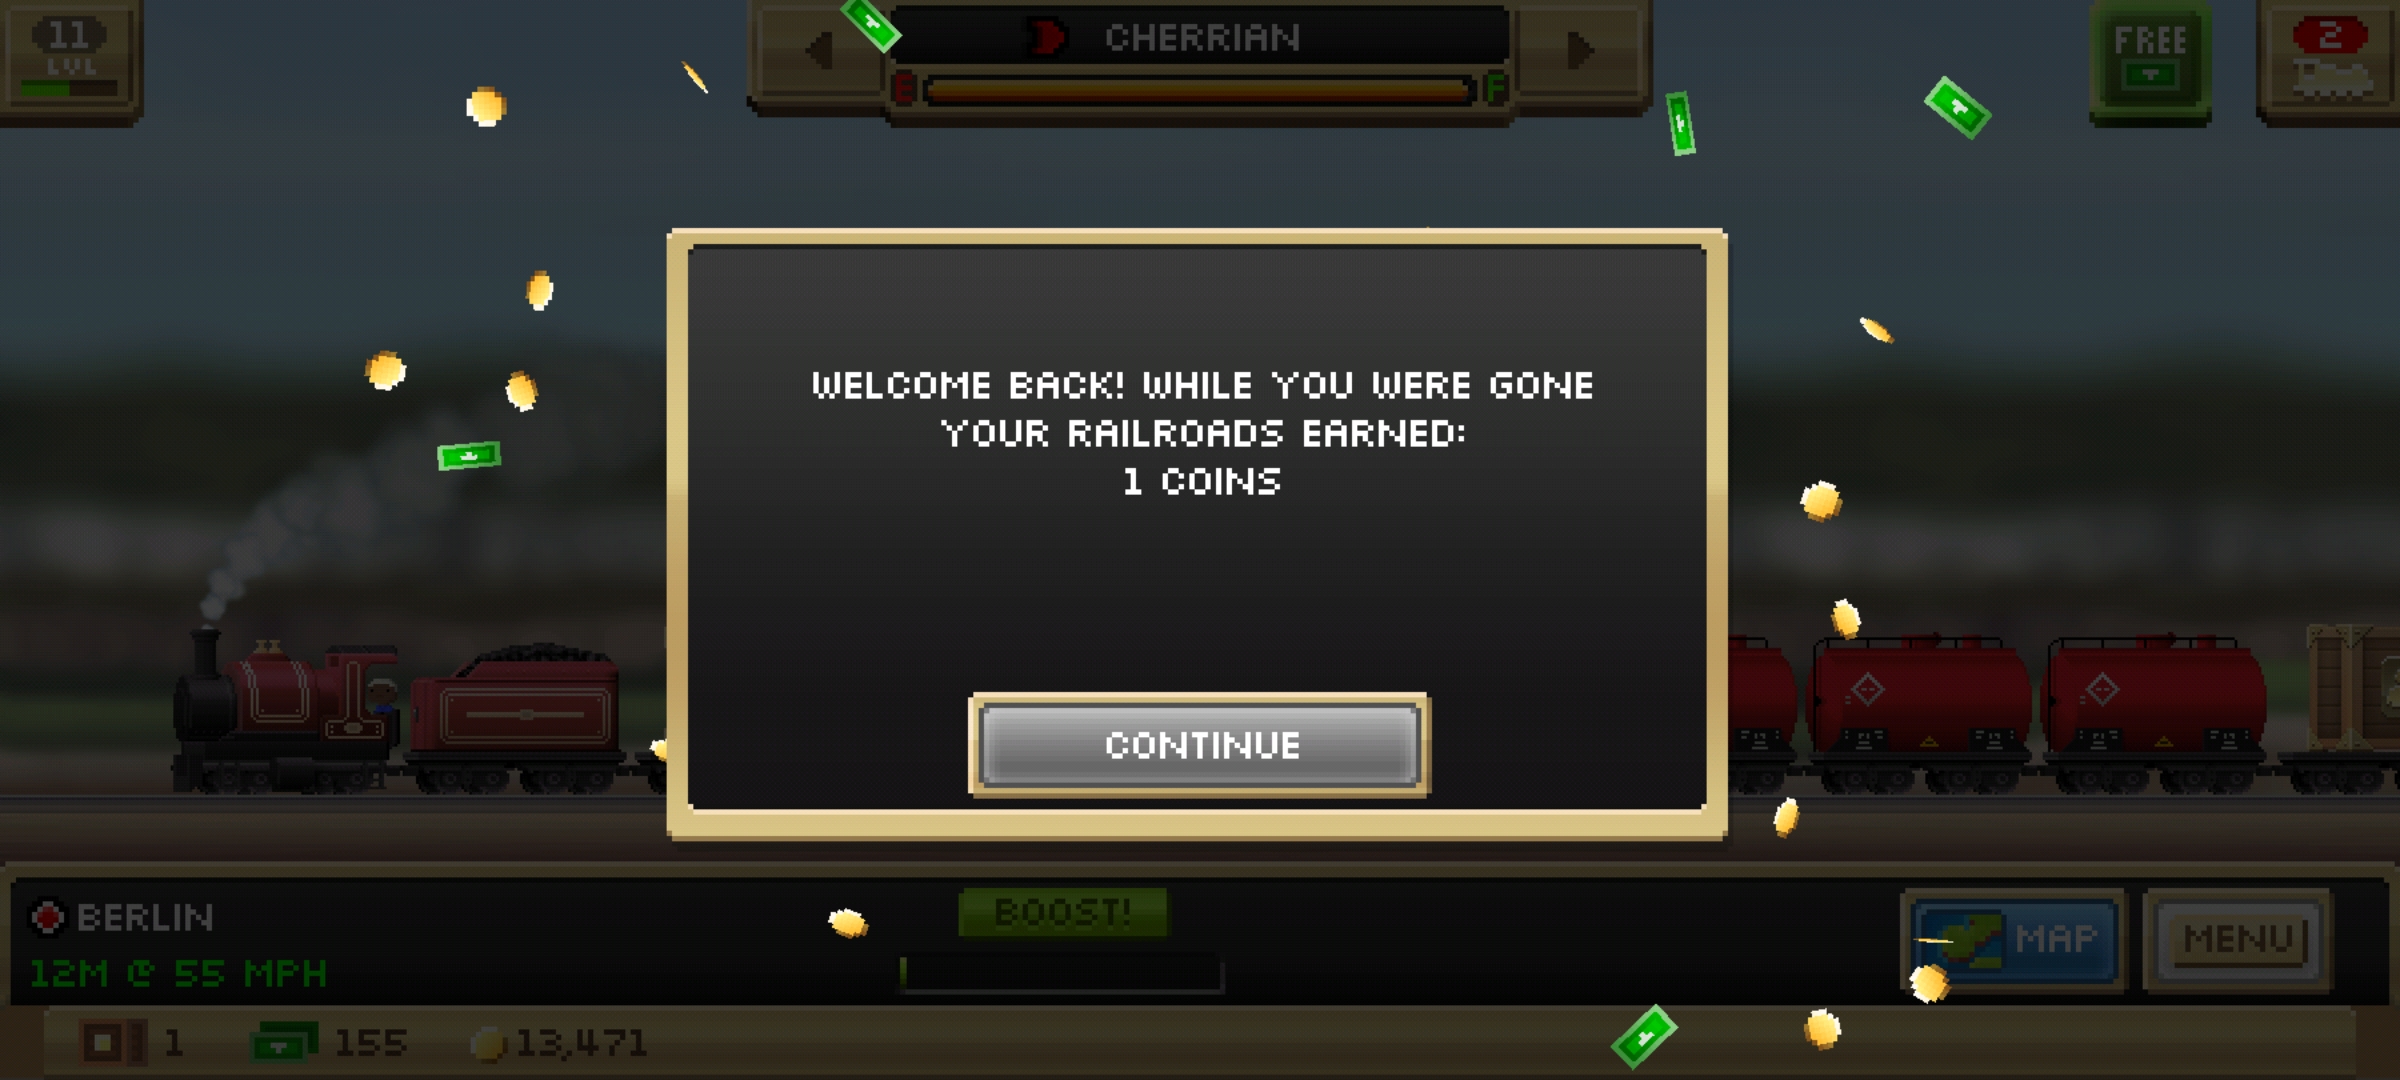 11
LVL
CHERRIAN
E
F
FREE
2
WELCOME BACK! WHILE YOU WERE GONE
YOUR RAILROADS EARNED:
1 COINS
CONTINUE
BERLIN
12M @ 55 MPH
BOOST!
MAP
MENU
1
155
13,471